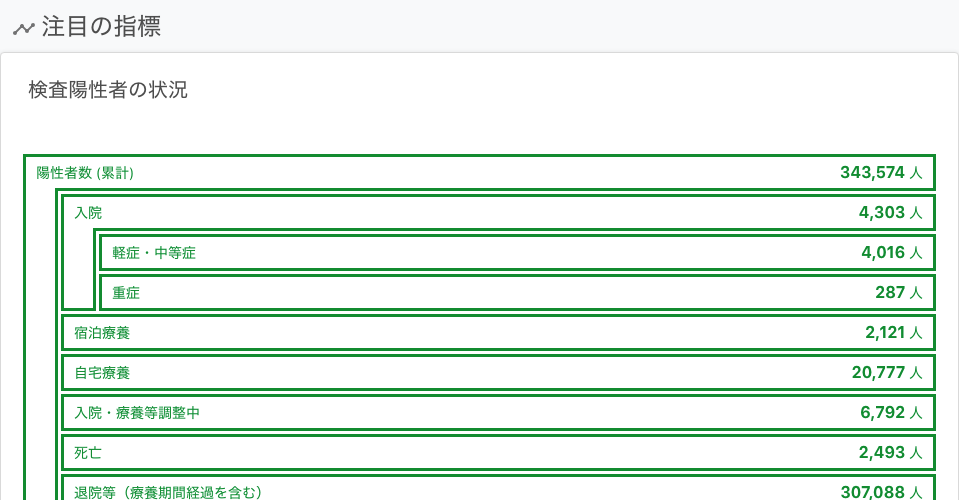 注目の指標
検査陽性者の状況
陽性者数 (累計) 343,574 人
入院 4,303 人
軽症・中等症 4,016 人
重症 287 人
宿泊療養 2,121 人
自宅療養 20,777 人
入院・療養等調整中 6,792 人
死亡 2,493 人
退院等（療養期間経過を含む） 307,088 人